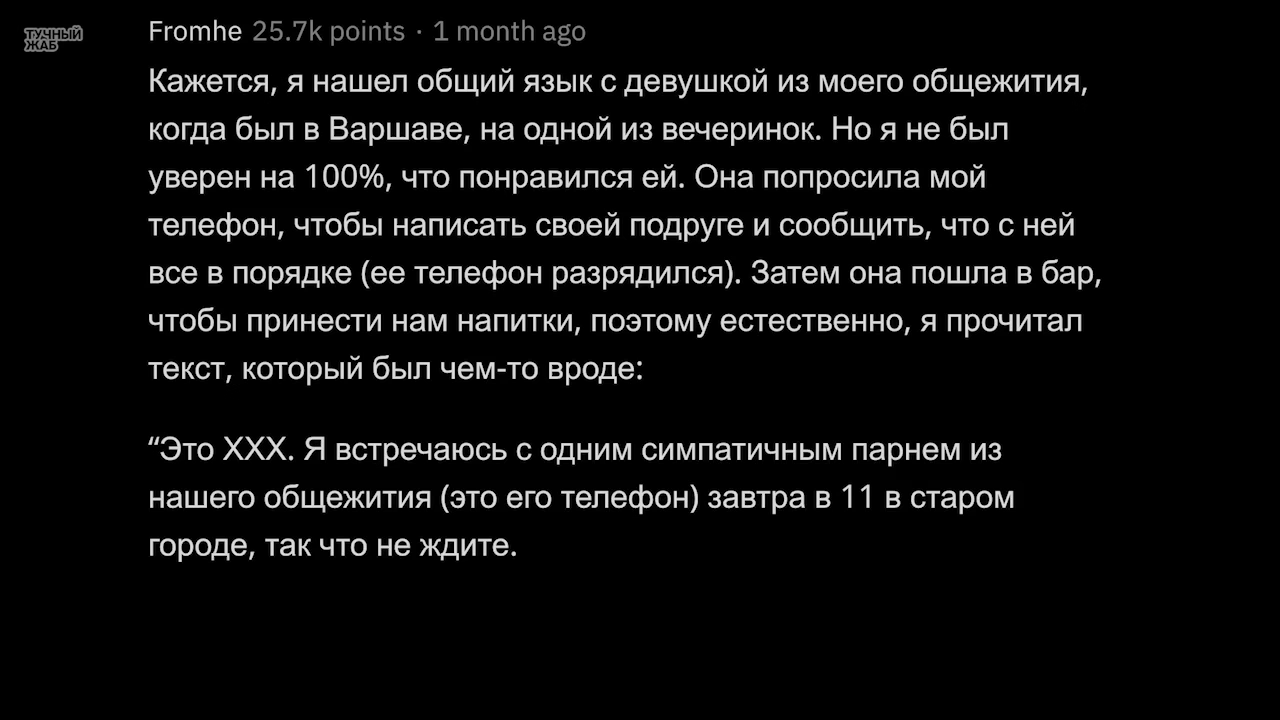 ТУЧНЫЙ
ЖАБ
Fromhe 25.7k points · 1 month ago
Кажется, я нашел общий язык с девушкой из моего общежития,
когда был в Варшаве, на одной из вечеринок. Но я не был
уверен на 100%, что понравился ей. Она попросила мой
телефон, чтобы написать своей подруге и сообщить, что с ней
все в порядке (ее телефон разрядился). Затем она пошла в бар,
чтобы принести нам напитки, поэтому естественно, я прочитал
текст, который был чем-то вроде:
“Это XXX. Я встречаюсь с одним симпатичным парнем из
нашего общежития (это его телефон) завтра в 11 в старом
городе, так что не ждите.